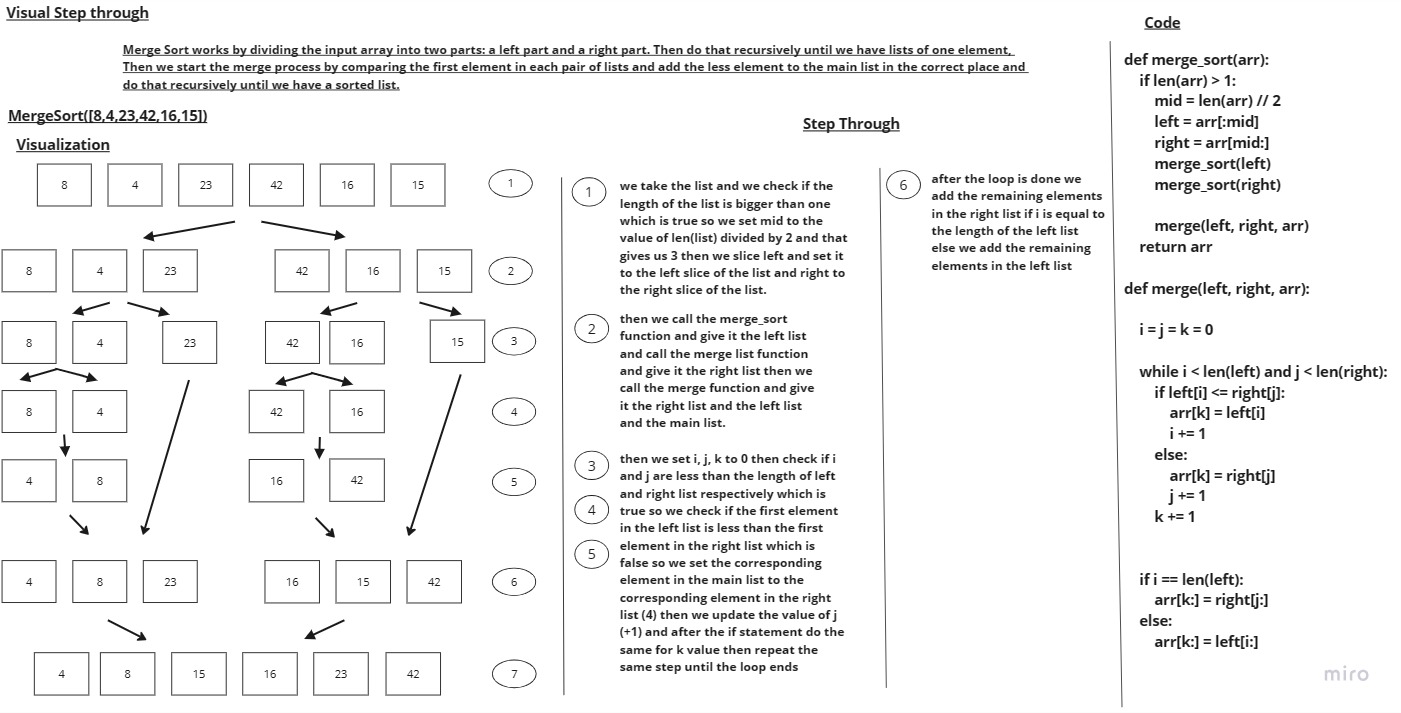 Visual Step through
Merge Sort works by dividing the input array into two parts: a left part and a right part. Then do that recursively until we have lists of one element,
Then we start the merge process by comparing the first element in each pair of lists and add the less element to the main list in the correct place and
do that recursively until we have a sorted list.
MergeSort([8,4,23,42,16,15])
Visualization
8 4 23 42 16 15 1
8 4 23 42 16 15 2
8 4 23 42 16 15 3
8 4 42 16 4
4 8 16 42 5
4 8 23 16 15 42 6
4 8 15 16 23 42 7
Step Through
1
we take the list and we check if the
length of the list is bigger than one
which is true so we set mid to the
value of len(list) divided by 2 and that
gives us 3 then we slice left and set it
to the left slice of the list and right to
the right slice of the list.
2
then we call the merge_sort
function and give it the left list
and call the merge list function
and give it the right list then we
call the merge function and give
it the right list and the left list
and the main list.
3
4
5
then we set i, j, k to 0 then check if i
and j are less than the length of left
and right list respectively which is
true so we check if the first element
in the left list is less than the first
element in the right list which is
false so we set the corresponding
element in the main list to the
corresponding element in the right
list (4) then we update the value of j
(+1) and after the if statement do the
same for k value then repeat the
same step until the loop ends
6
after the loop is done we
add the remaining elements
in the right list if i is equal to
the length of the left list
else we add the remaining
elements in the left list
Code
def merge_sort(arr):
if len(arr) > 1:
mid = len(arr) // 2
left = arr[:mid]
right = arr[mid:]
merge_sort(left)
merge_sort(right)
merge(left, right, arr)
return arr
def merge(left, right, arr):
i = j = k = 0
while i < len(left) and j < len(right):
if left[i] <= right[j]:
arr[k] = left[i]
i += 1
else:
arr[k] = right[j]
j += 1
k += 1
if i == len(left):
arr[k:] = right[j:]
else:
arr[k:] = left[i:]
miro